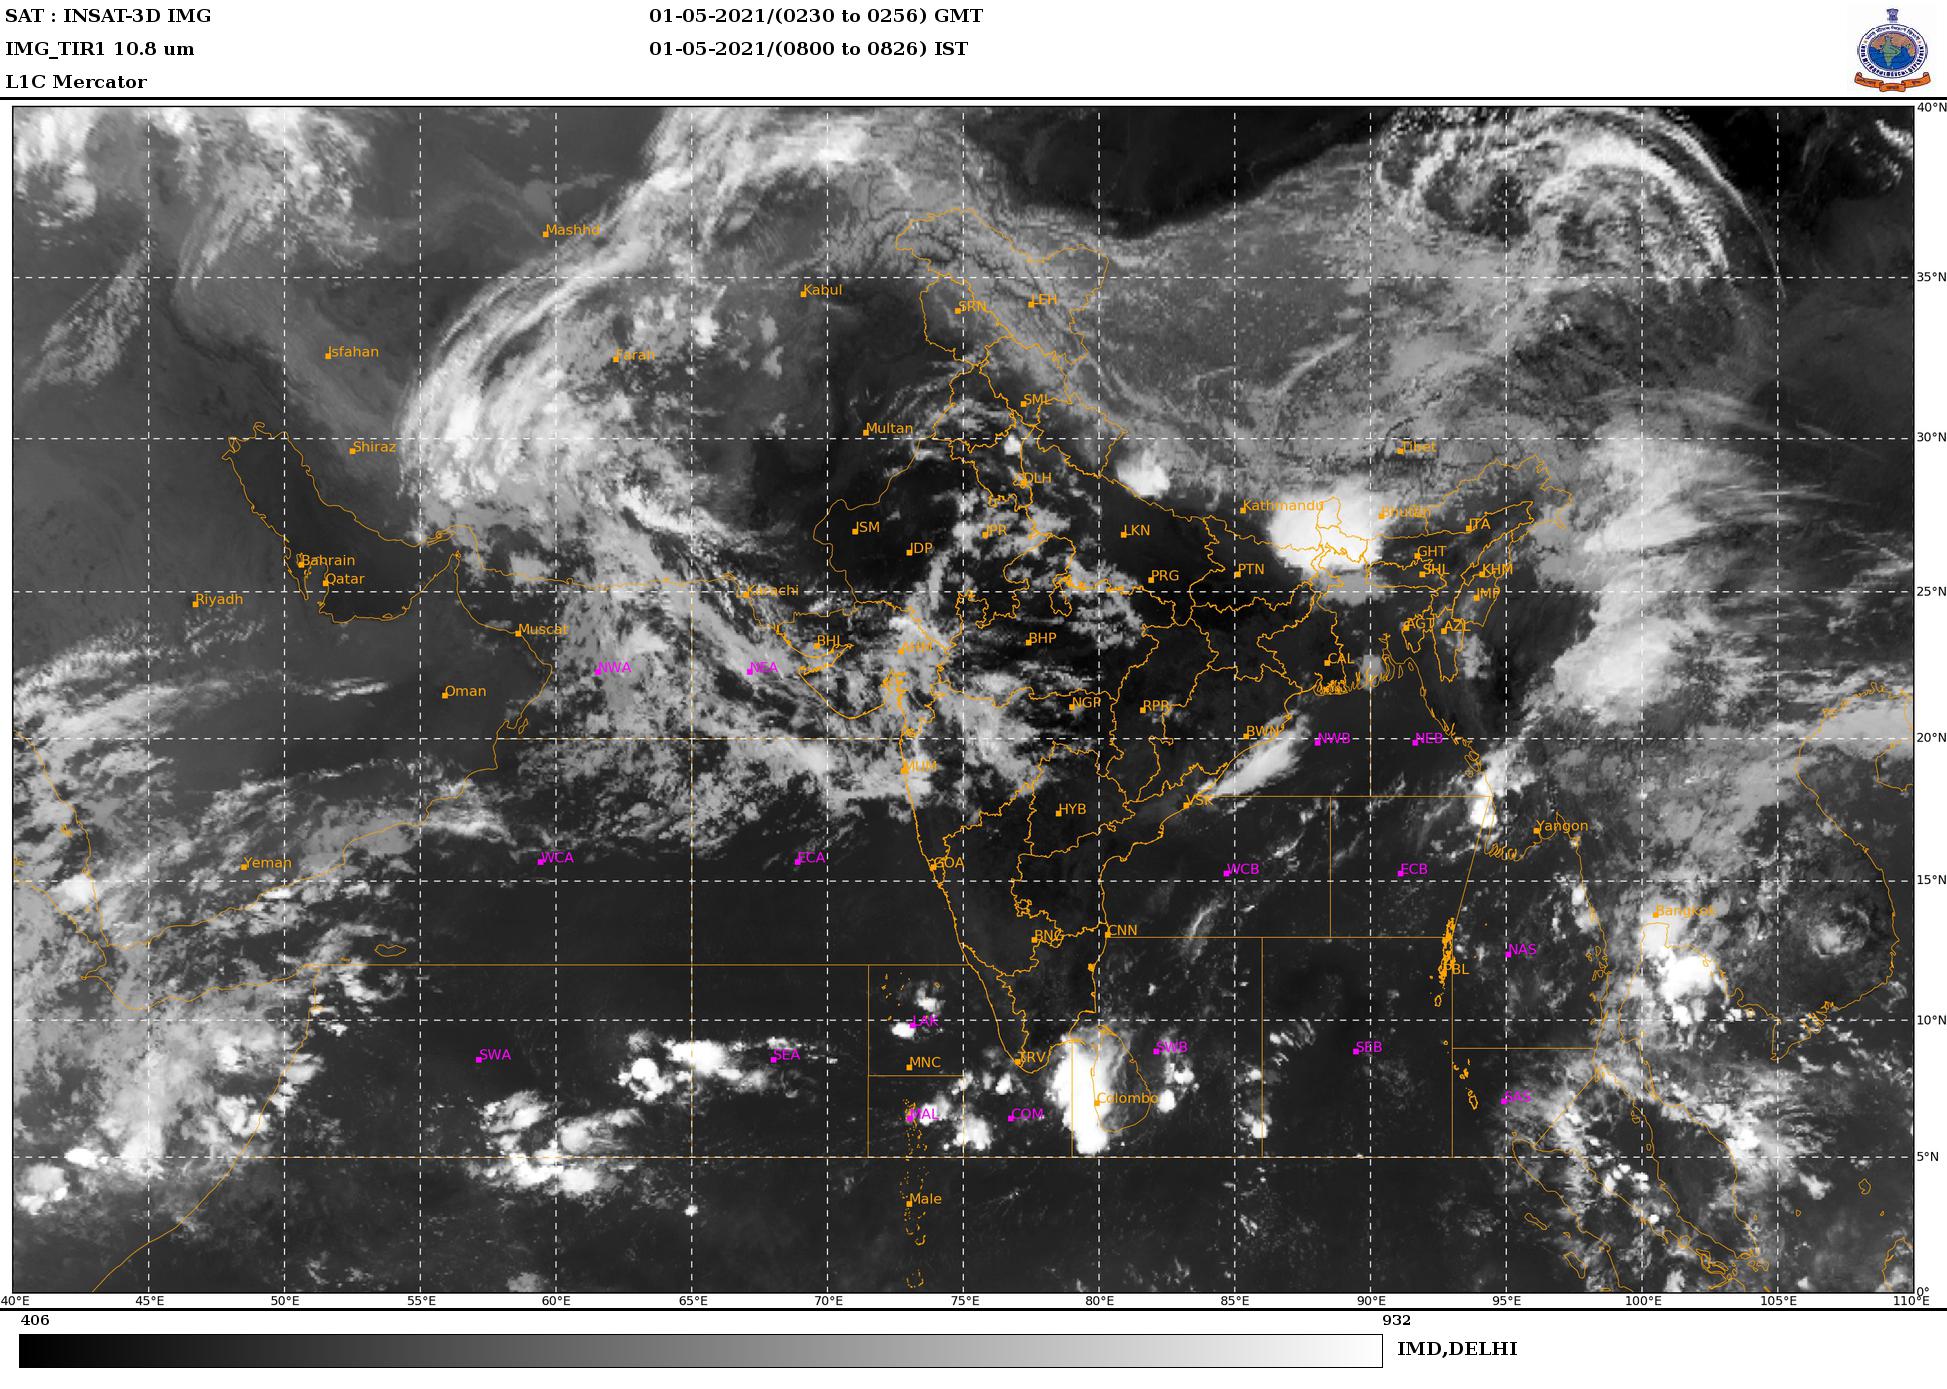 SAT : INSAT-3D IMG
01-05-2021/(0230 to 0256) GMT
IMG_TIR1 10.8 um
01-05-2021/(0800 to 0826) IST
L1C Mercator
40°N
Mashhd
35°N
Kabul
SRN
LEH
Isfahan
Farah
SML
Multan
30°N
Shiraz
Tibet
DLH
Kathmandu
Bhutan
JSM
JPR
LKN
ITA
JDP
GHT
Bahrain
Qatar
PRG
PTN
SHL
KHM
25°N
Riyadh
Karachi
IMP
Muscat
AGT
AZL
BHJ
AHM
BHP
CAL
NWA
NEA
Oman
NGP
RPR
20°N
BWN
NWB
NEB
MUM
VSK
HYB
Yangon
WCA
ECA
GOA
Yeman
WCB
ECB
15°N
Bangkok
BNG
CNN
NAS
PBL
10°N
LAK
SWA
SEA
MNC
TRV
SWB
SEB
Colombo
SAS
MAL
COM
5°N
Male
0°
40°E
45°E
50°E
55°E
60°E
65°E
70°E
75°E
80°E
85°E
90°E
95°E
100°E
105°E
110°E
406
932
IMD,DELHI